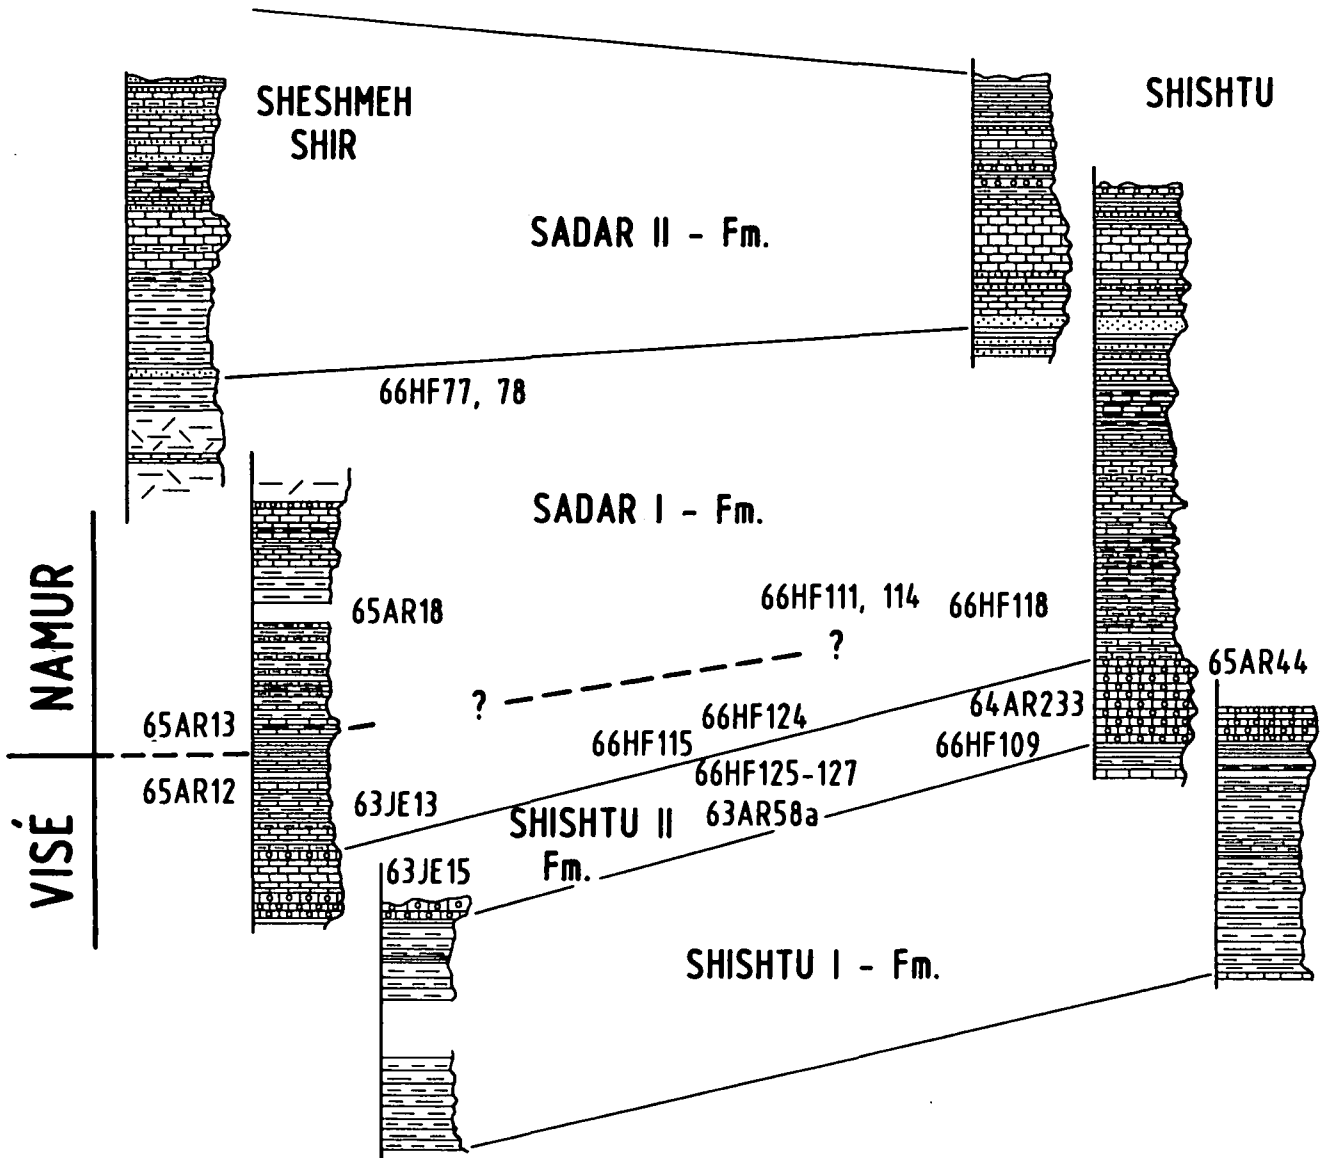 SHESHMEH
SHIR
SHISHTU
SADAR II - Fm.
66HF77, 78
SADAR I - Fm.
NAMUR
65AR18
66HF111, 114
66HF118
?
65AR44
?
64AR233
65AR13
66HF124
66HF115
66HF109
65AR12
63JE13
66HF125-127
63AR58a
SHISHTU II
Fm.
VISÉ
63JE15
SHISHTU I - Fm.